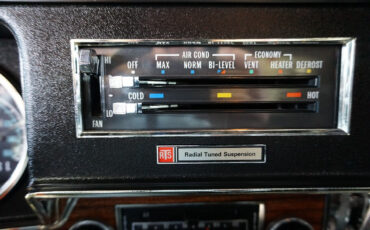 HI
AIR COND
ECONOMY
OFF MAX NORM BI-LEVEL VENT HEATER DEFROST
COLD HOT
LO
FAN
RTS Radial Tuned Suspension